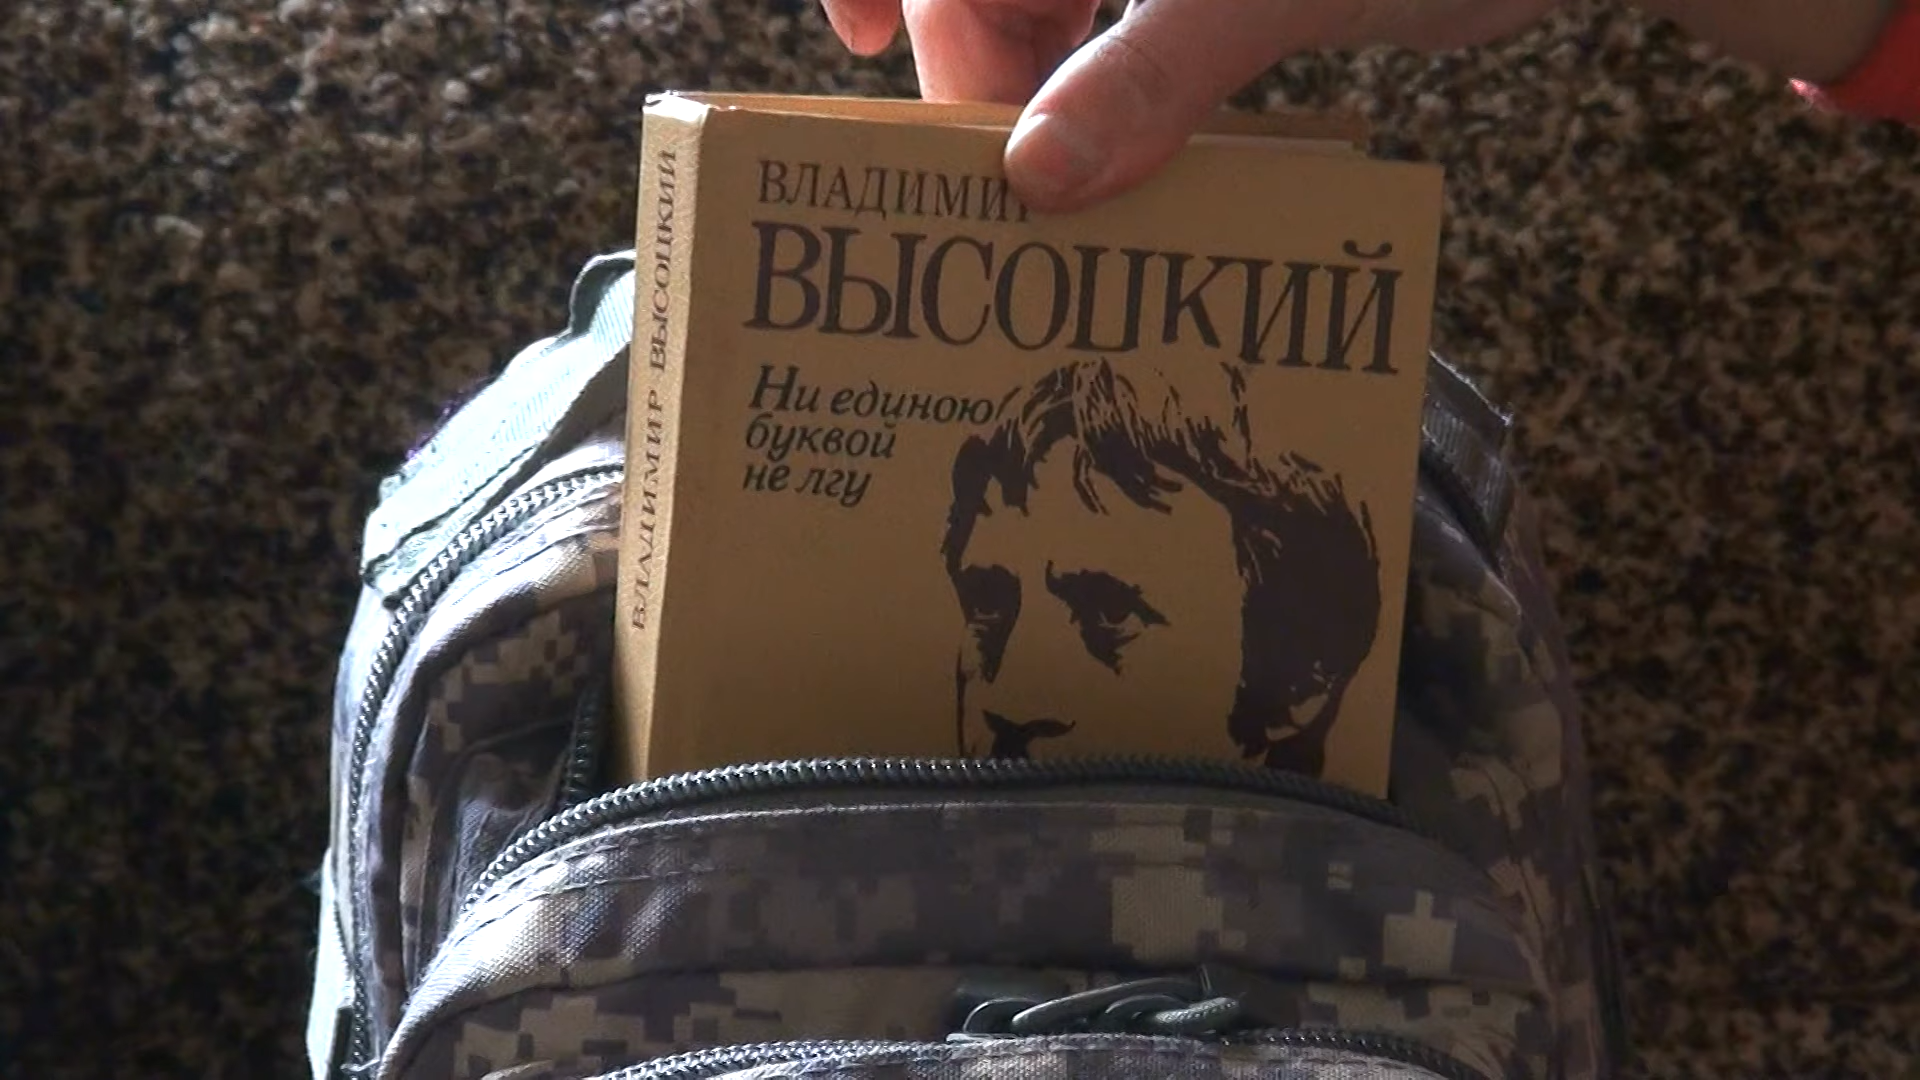 ВЛАДИМИР
ВЫСОЦКИЙ
Ни единою
буквой
не лгу
ВЛАДИМИР ВЫСОЦКИЙ